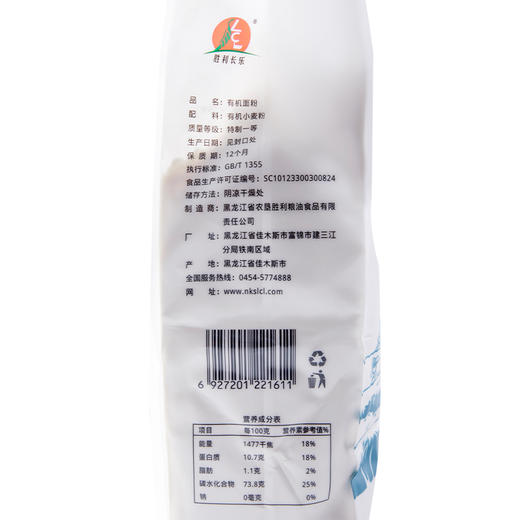 ®
胜利长乐
品 名：有机面粉
配 料：有机小麦粉
质量等级：特制一等
生产日期：见封口处
保 质 期：12个月
执行标准：GB/T 1355
食品生产许可证编号：SC10123300300824
储存方法：阴凉干燥处
制 造 商：黑龙江省农垦胜利粮油食品有限
责任公司
厂 址：黑龙江省佳木斯市富锦市建三江
分局铁南区域
产 地：黑龙江省佳木斯市
全国服务热线：0454-5774888
网 址：www.nkslcl.com
6 927201 221611
营养成分表
项目 每100克 营养素参考值%
能量 1477千焦 18%
蛋白质 10.7克 18%
脂肪 1.1克 2%
碳水化合物 73.8克 25%
钠 0毫克 0%